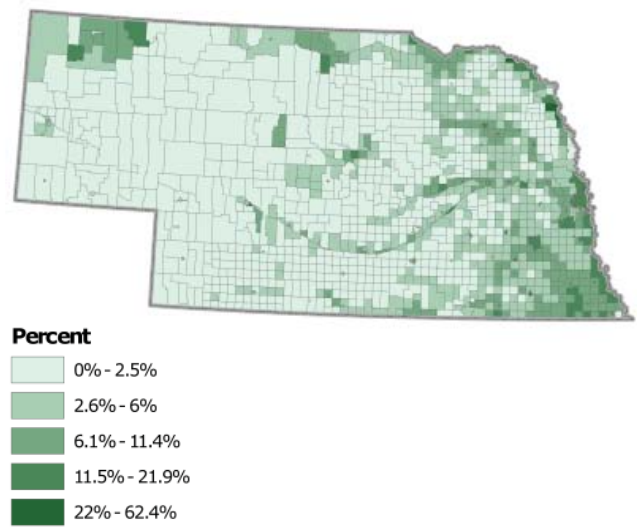 Percent
0% - 2.5%
2.6% - 6%
6.1% - 11.4%
11.5% - 21.9%
22% - 62.4%